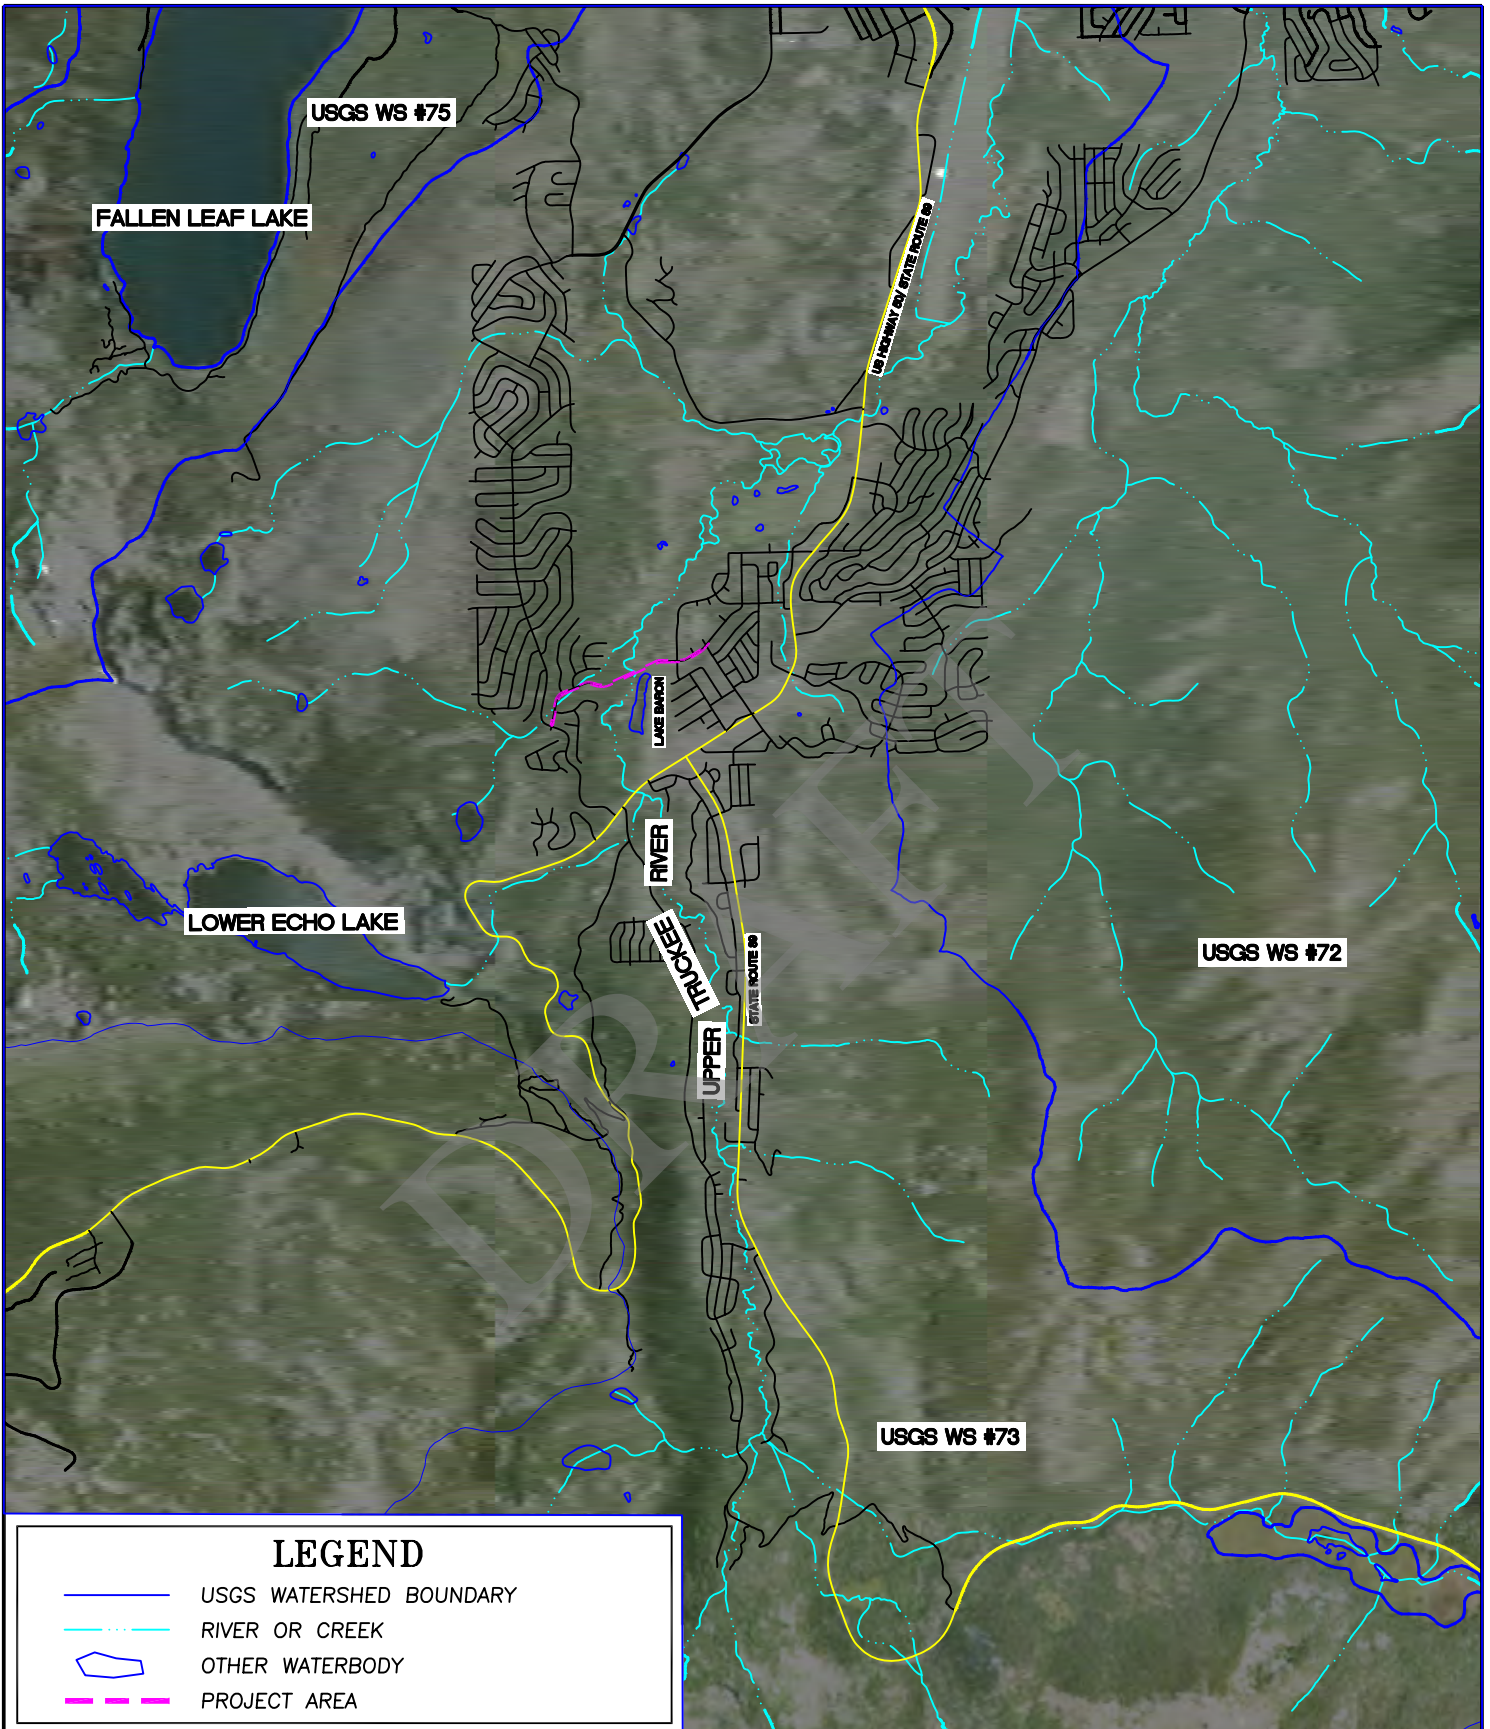 USGS WS #75
FALLEN LEAF LAKE
US HIGHWAY 50/ STATE ROUTE 89
LAKE BARON
RIVER
TRUCKEE
UPPER
LOWER ECHO LAKE
STATE ROUTE 89
USGS WS #72
DRAFT
USGS WS #73
LEGEND
USGS WATERSHED BOUNDARY
RIVER OR CREEK
OTHER WATERBODY
PROJECT AREA